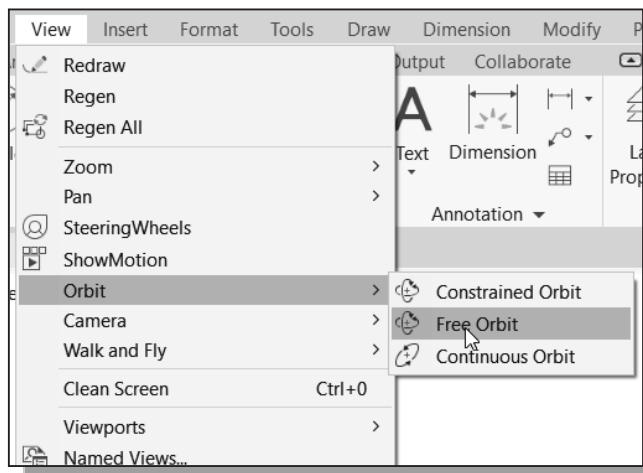 View Insert Format Tools Draw Dimension Modify
Redraw
Regen
Regen All
Zoom
Pan
SteeringWheels
ShowMotion
Orbit
Camera
Walk and Fly
Clean Screen Ctrl+0
Viewports
Named Views...
Collaborate
Text Dimension
Annotation
Constrained Orbit
Free Orbit
Continuous Orbit